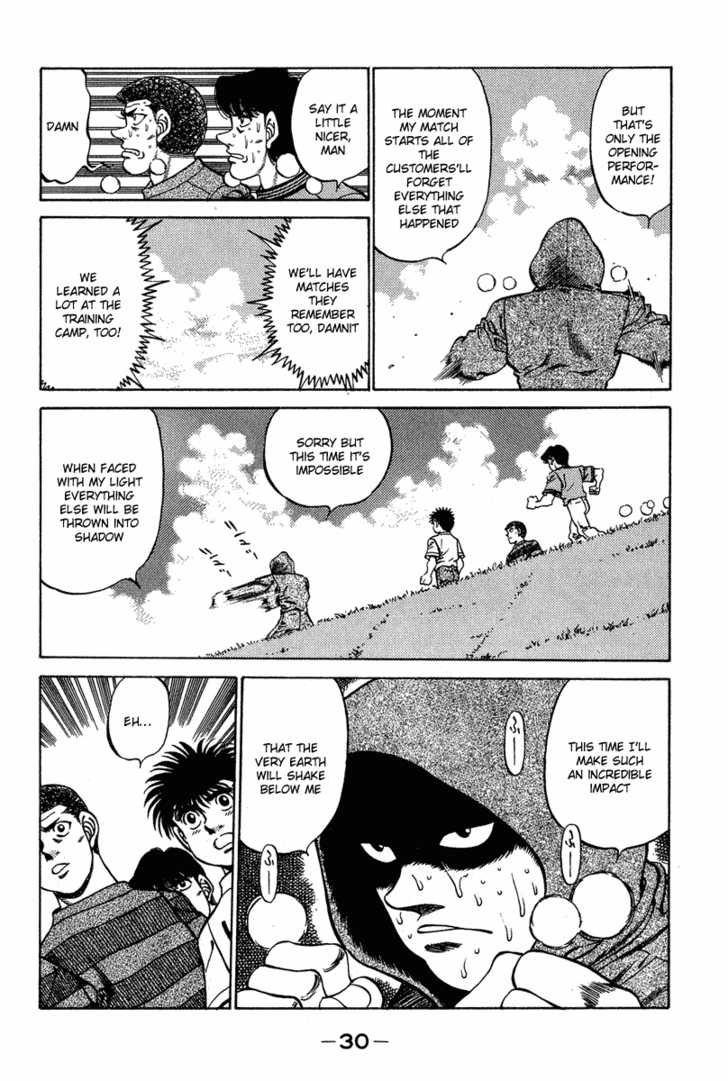 BUT
THAT'S
ONLY THE
OPENING
PERFOR-
MANCE!
THE MOMENT
MY MATCH
STARTS ALL OF
THE
CUSTOMERS'LL
FORGET
EVERYTHING
ELSE THAT
HAPPENED
SAY IT A
LITTLE
NICER,
MAN
DAMN
WE'LL HAVE
MATCHES
THEY
REMEMBER
TOO, DAMNIT
WE
LEARNED A
LOT AT THE
TRAINING
CAMP, TOO!
SORRY BUT
THIS TIME IT'S
IMPOSSIBLE
WHEN FACED
WITH MY LIGHT
EVERYTHING
ELSE WILL BE
THROWN INTO
SHADOW
THIS TIME I'LL
MAKE SUCH
AN INCREDIBLE
IMPACT
THAT THE
VERY EARTH
WILL SHAKE
BELOW ME
EH...
—30—